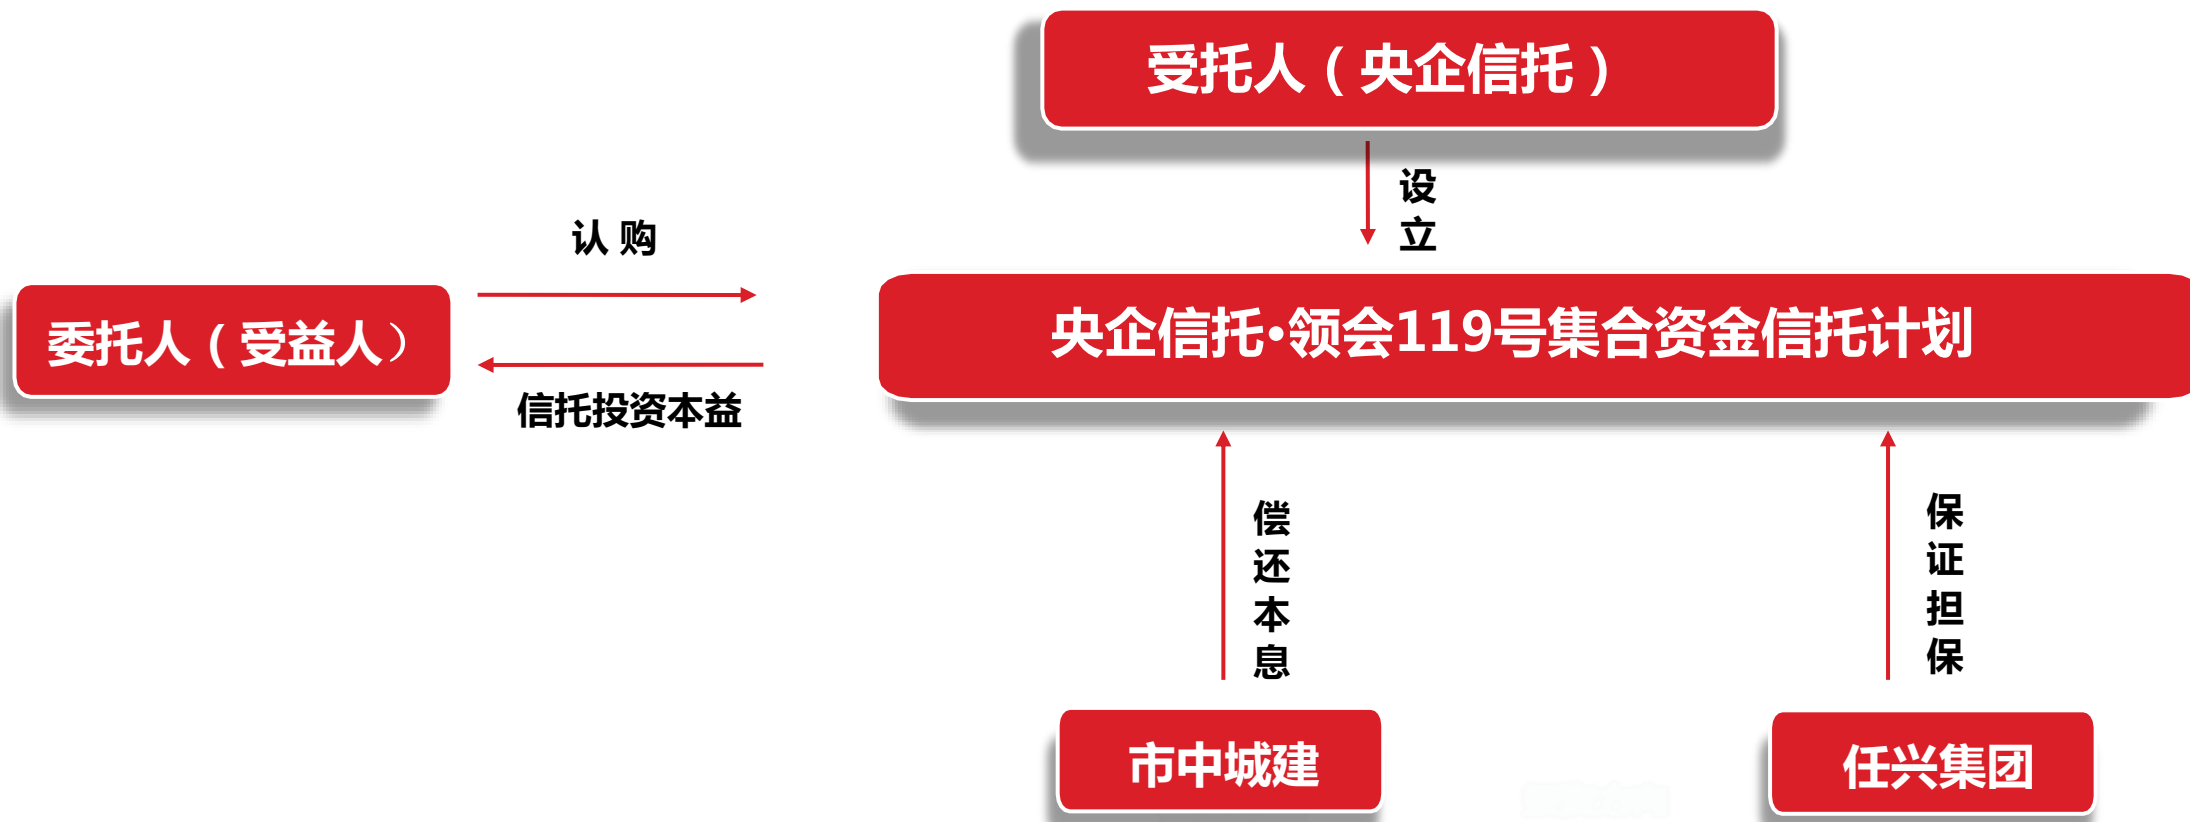 受托人（央企信托）
设立
认购
委托人（受益人）
央企信托·领会119号集合资金信托计划
信托投资本益
偿还本息
保证担保
市中城建
任兴集团